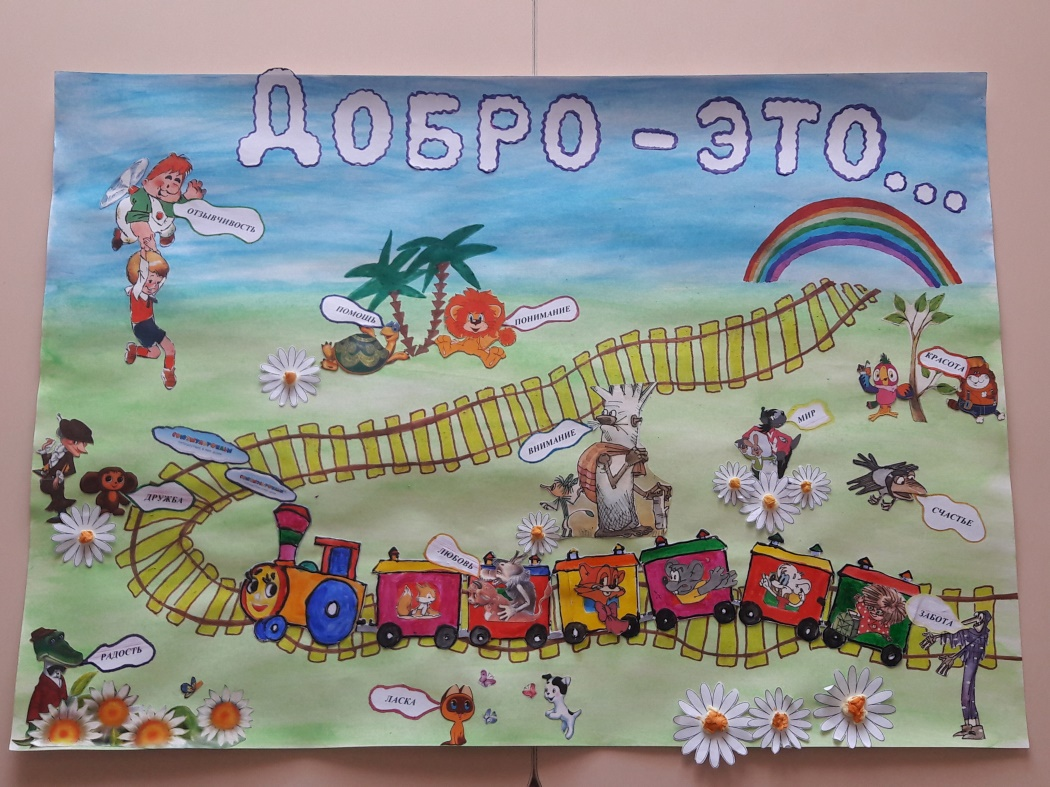 ДОБРО - ЭТО...
ОТЗЫВЧИВОСТЬ
ПОМОЩЬ
ПОНИМАНИЕ
КРАСОТА
МИР
ВНИМАНИЕ
ДРУЖБА
СЧАСТЬЕ
ЛЮБОВЬ
ЗАБОТА
РАДОСТЬ
ЛАСКА